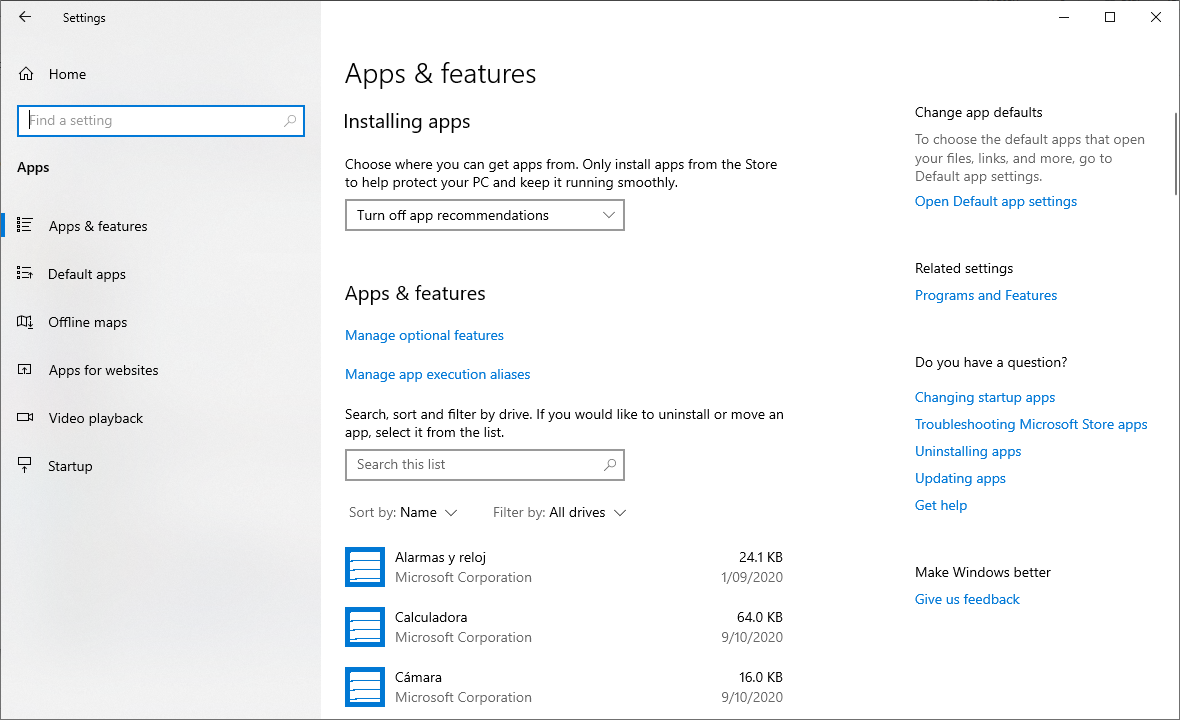 Settings
Home
Find a setting
Apps
Apps & features
Default apps
Offline maps
Apps for websites
Video playback
Startup
Apps & features
Installing apps
Choose where you can get apps from. Only install apps from the Store
to help protect your PC and keep it running smoothly.
Turn off app recommendations
Apps & features
Manage optional features
Manage app execution aliases
Search, sort and filter by drive. If you would like to uninstall or move an
app, select it from the list.
Search this list
Sort by: Name Filter by: All drives
Alarmas y reloj 24.1 KB
Microsoft Corporation 1/09/2020
Calculadora 64.0 KB
Microsoft Corporation 9/10/2020
Cámara 16.0 KB
Microsoft Corporation 9/10/2020
Change app defaults
To choose the default apps that open
your files, links, and more, go to
Default app settings.
Open Default app settings
Related settings
Programs and Features
Do you have a question?
Changing startup apps
Troubleshooting Microsoft Store apps
Uninstalling apps
Updating apps
Get help
Make Windows better
Give us feedback